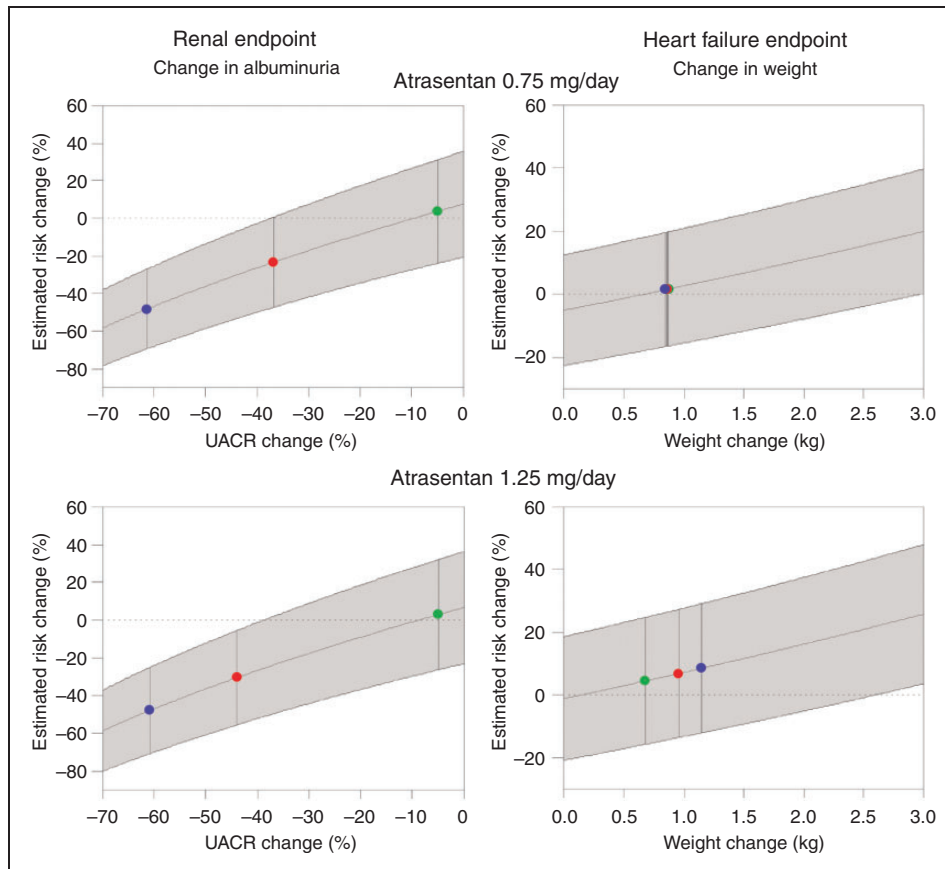 Renal endpoint
Change in albuminuria
Heart failure endpoint
Change in weight
Atrasentan 0.75 mg/day
Estimated risk change (%)
60
40
20
0
–20
–40
–60
–80
–70 –60 –50 –40 –30 –20 –10 0
UACR change (%)
Estimated risk change (%)
60
40
20
0
–20
0.0 0.5 1.0 1.5 2.0 2.5 3.0
Weight change (kg)
Atrasentan 1.25 mg/day
Estimated risk change (%)
60
40
20
0
–20
–40
–60
–80
–70 –60 –50 –40 –30 –20 –10 0
UACR change (%)
Estimated risk change (%)
60
40
20
0
–20
0.0 0.5 1.0 1.5 2.0 2.5 3.0
Weight change (kg)